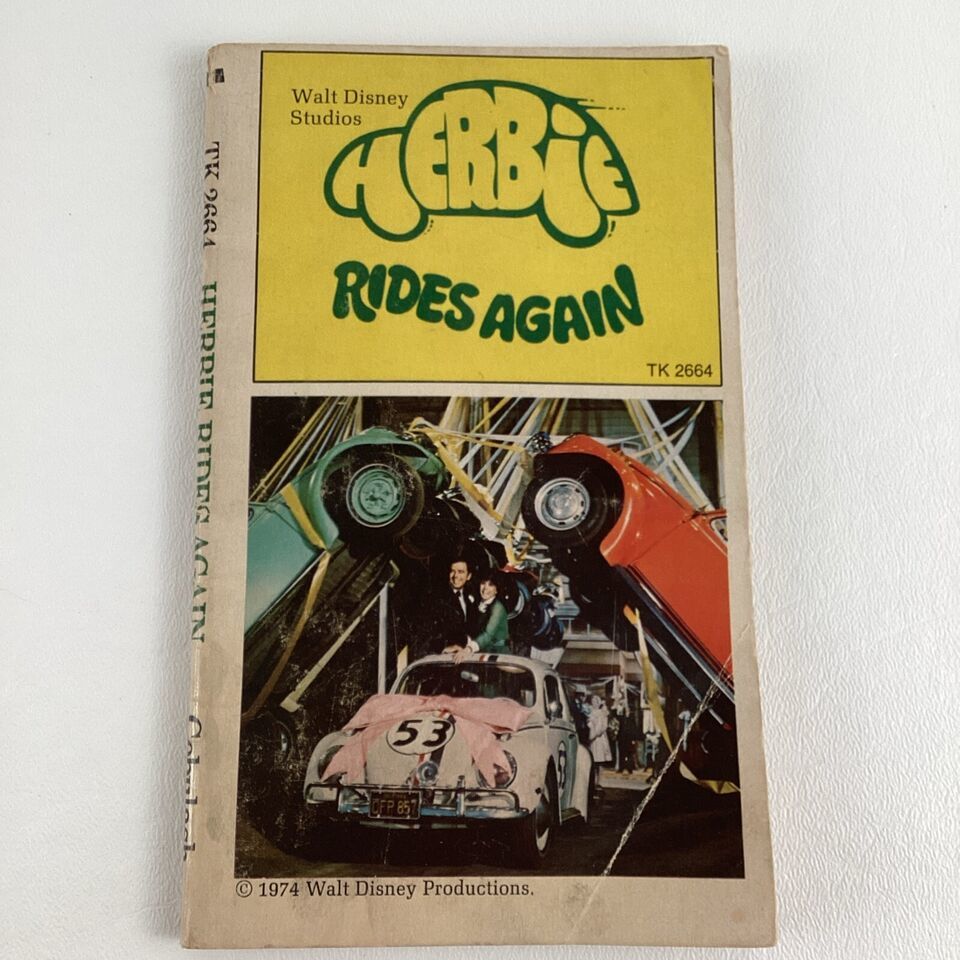 Walt Disney
Studios
HERBiE
RIDES AGAIN
TK 2664
53
OFP 857
© 1974 Walt Disney Productions.
TK 2664 HERBIE RIDES AGAIN